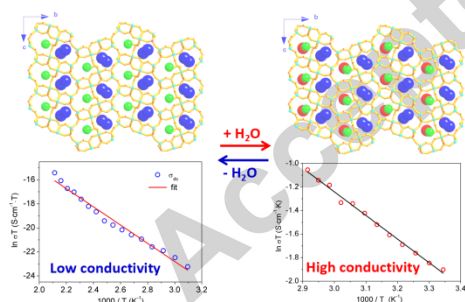 b
c
b
c
+ H₂O
- H₂O
ln σT (S·cm⁻¹·T)
-16
-18
-20
-22
-24
σ
fit
Low conductivity
2.0 2.2 2.4 2.6 2.8 3.0 3.2
1000 / T (K⁻¹)
ln σT (S·cm⁻¹·K)
-1.0
-1.2
-1.4
-1.6
-1.8
-2.0
High conductivity
2.9 3.0 3.1 3.2 3.3 3.4
1000 / T (K⁻¹)